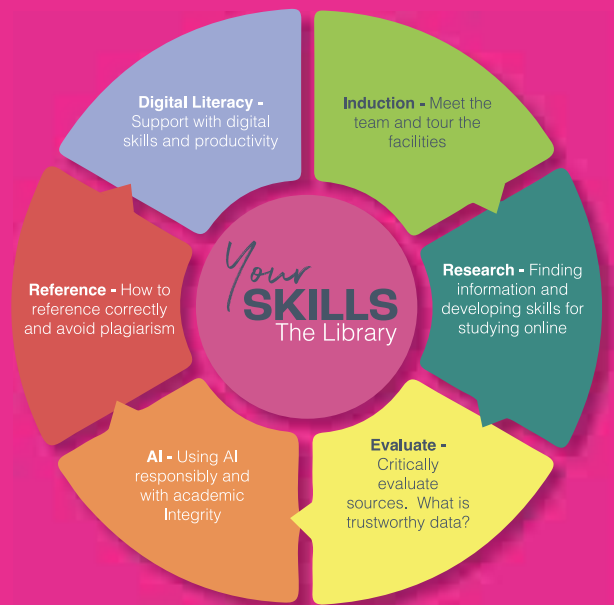 Your
SKILLS
The Library
Induction - Meet the
team and tour the
facilities
Research - Finding
information and
developing skills for
studying online
Evaluate -
Critically
evaluate
sources. What is
trustworthy data?
AI - Using AI
responsibly and
with academic
Integrity
Reference - How to
reference correctly
and avoid plagiarism
Digital Literacy -
Support with digital
skills and productivity